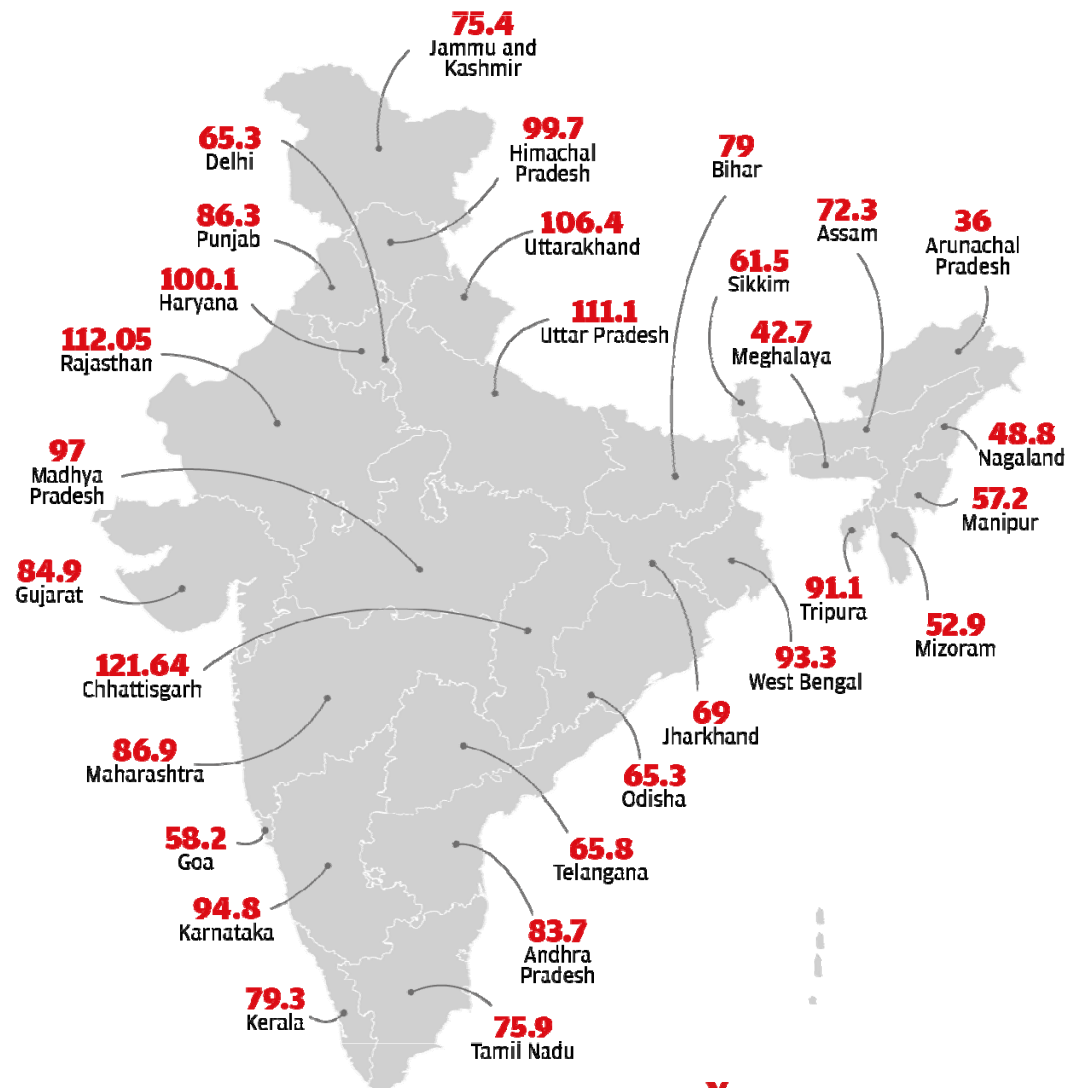 75.4
Jammu and
Kashmir
65.3
Delhi
99.7
Himachal
Pradesh
79
Bihar
86.3
Punjab
106.4
Uttarakhand
72.3
Assam
36
Arunachal
Pradesh
100.1
Haryana
61.5
Sikkim
112.05
Rajasthan
111.1
Uttar Pradesh
42.7
Meghalaya
97
Madhya
Pradesh
48.8
Nagaland
57.2
Manipur
84.9
Gujarat
91.1
Tripura
52.9
Mizoram
121.64
Chhattisgarh
93.3
West Bengal
69
Jharkhand
86.9
Maharashtra
65.3
Odisha
58.2
Goa
65.8
Telangana
94.8
Karnataka
83.7
Andhra
Pradesh
79.3
Kerala
75.9
Tamil Nadu